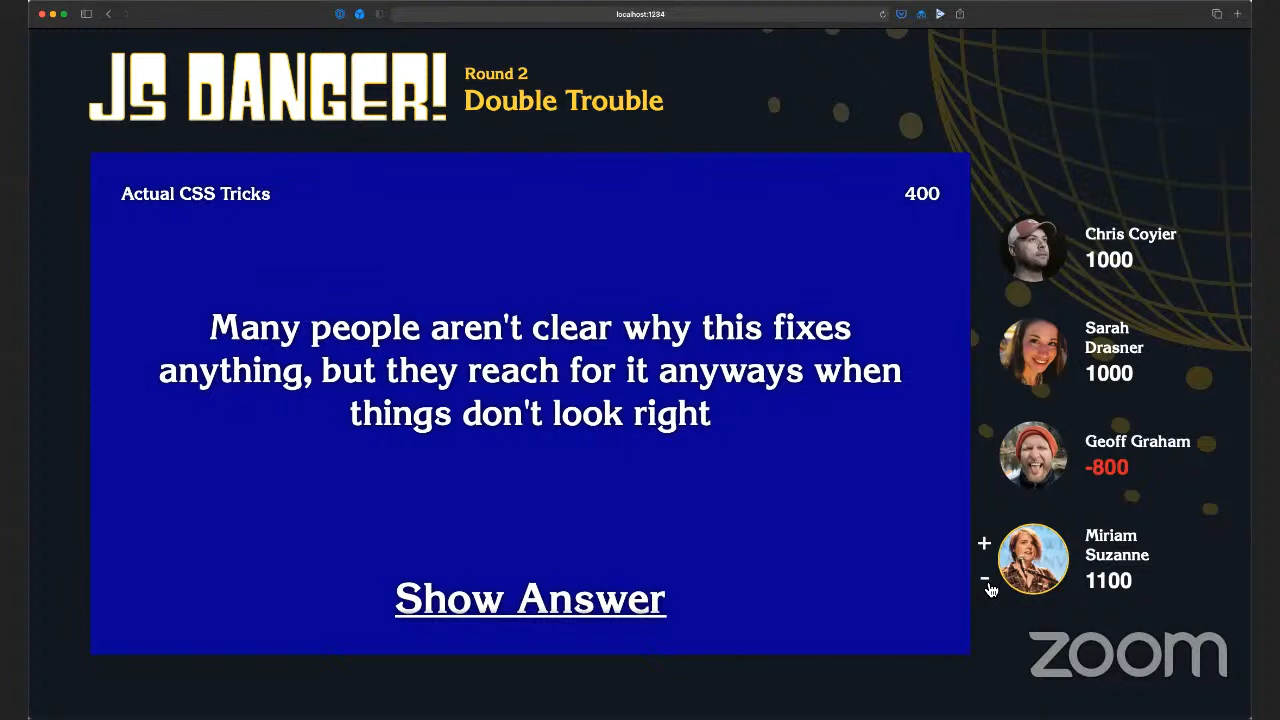 localhost:1234
JS DANGER!
Round 2
Double Trouble
Actual CSS Tricks
400
Many people aren't clear why this fixes
anything, but they reach for it anyways when
things don't look right
Show Answer
Chris Coyier
1000
Sarah
Drasner
1000
Geoff Graham
-800
+
-
Miriam
Suzanne
1100
zoom